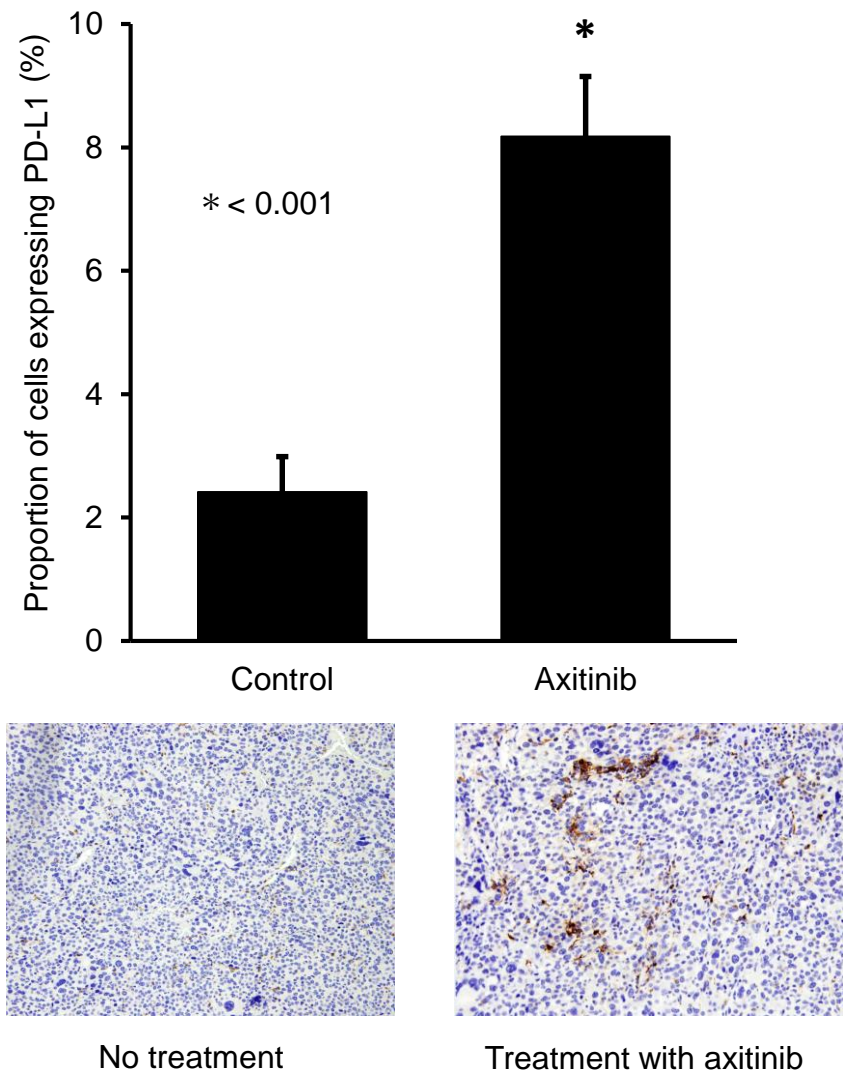 Proportion of cells expressing PD-L1 (%)
10
8
6
4
2
0
*
* < 0.001
Control
Axitinib
No treatment
Treatment with axitinib